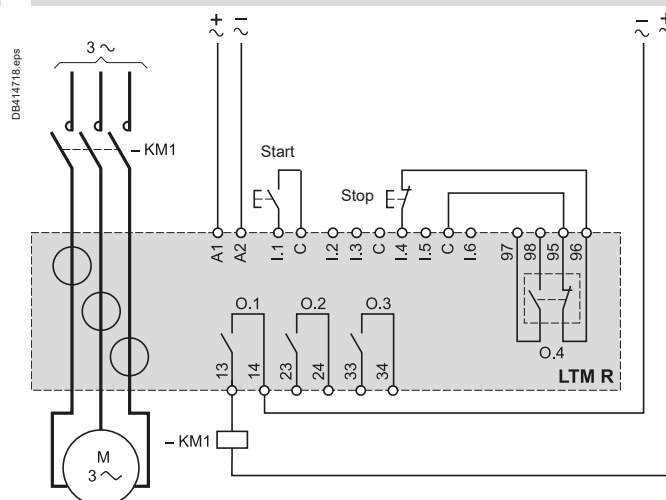 + −
− +
DB414718.eps
3 ~
– KM1
Start
Stop
A1 A2 I.1 C I.2 I.3 C I.4 I.5 C I.6 97 98 95 96
O.1 O.2 O.3
O.4
13 14 23 24 33 34
LTM R
– KM1
M
3 ~